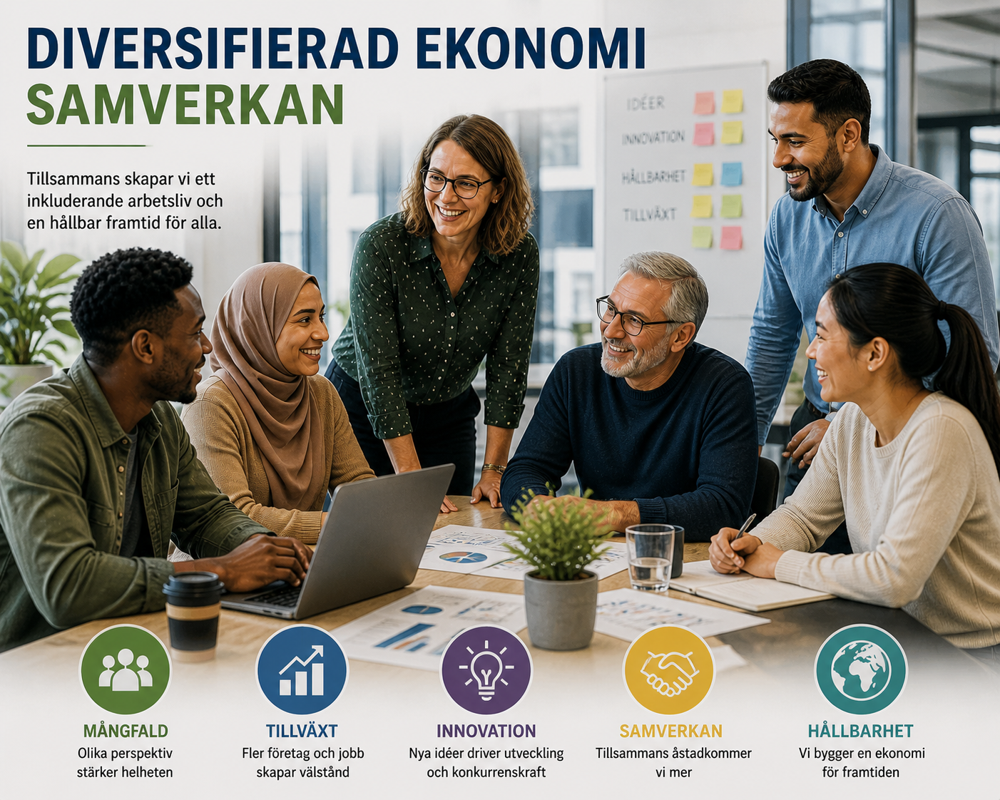 DIVERSIFIERAD EKONOMI
SAMVERKAN
Tillsammans skapar vi ett
inkluderande arbetsliv och
en hållbar framtid för alla.
IDÉER
INNOVATION
HÅLLBARHET
TILLVÄXT
MÅNGFALD
Olika perspektiv
stärker helheten
TILLVÄXT
Fler företag och jobb
skapar välstånd
INNOVATION
Nya idéer driver utveckling
och konkurrenskraft
SAMVERKAN
Tillsammans åstadkommer
vi mer
HÅLLBARHET
Vi bygger en ekonomi
för framtiden